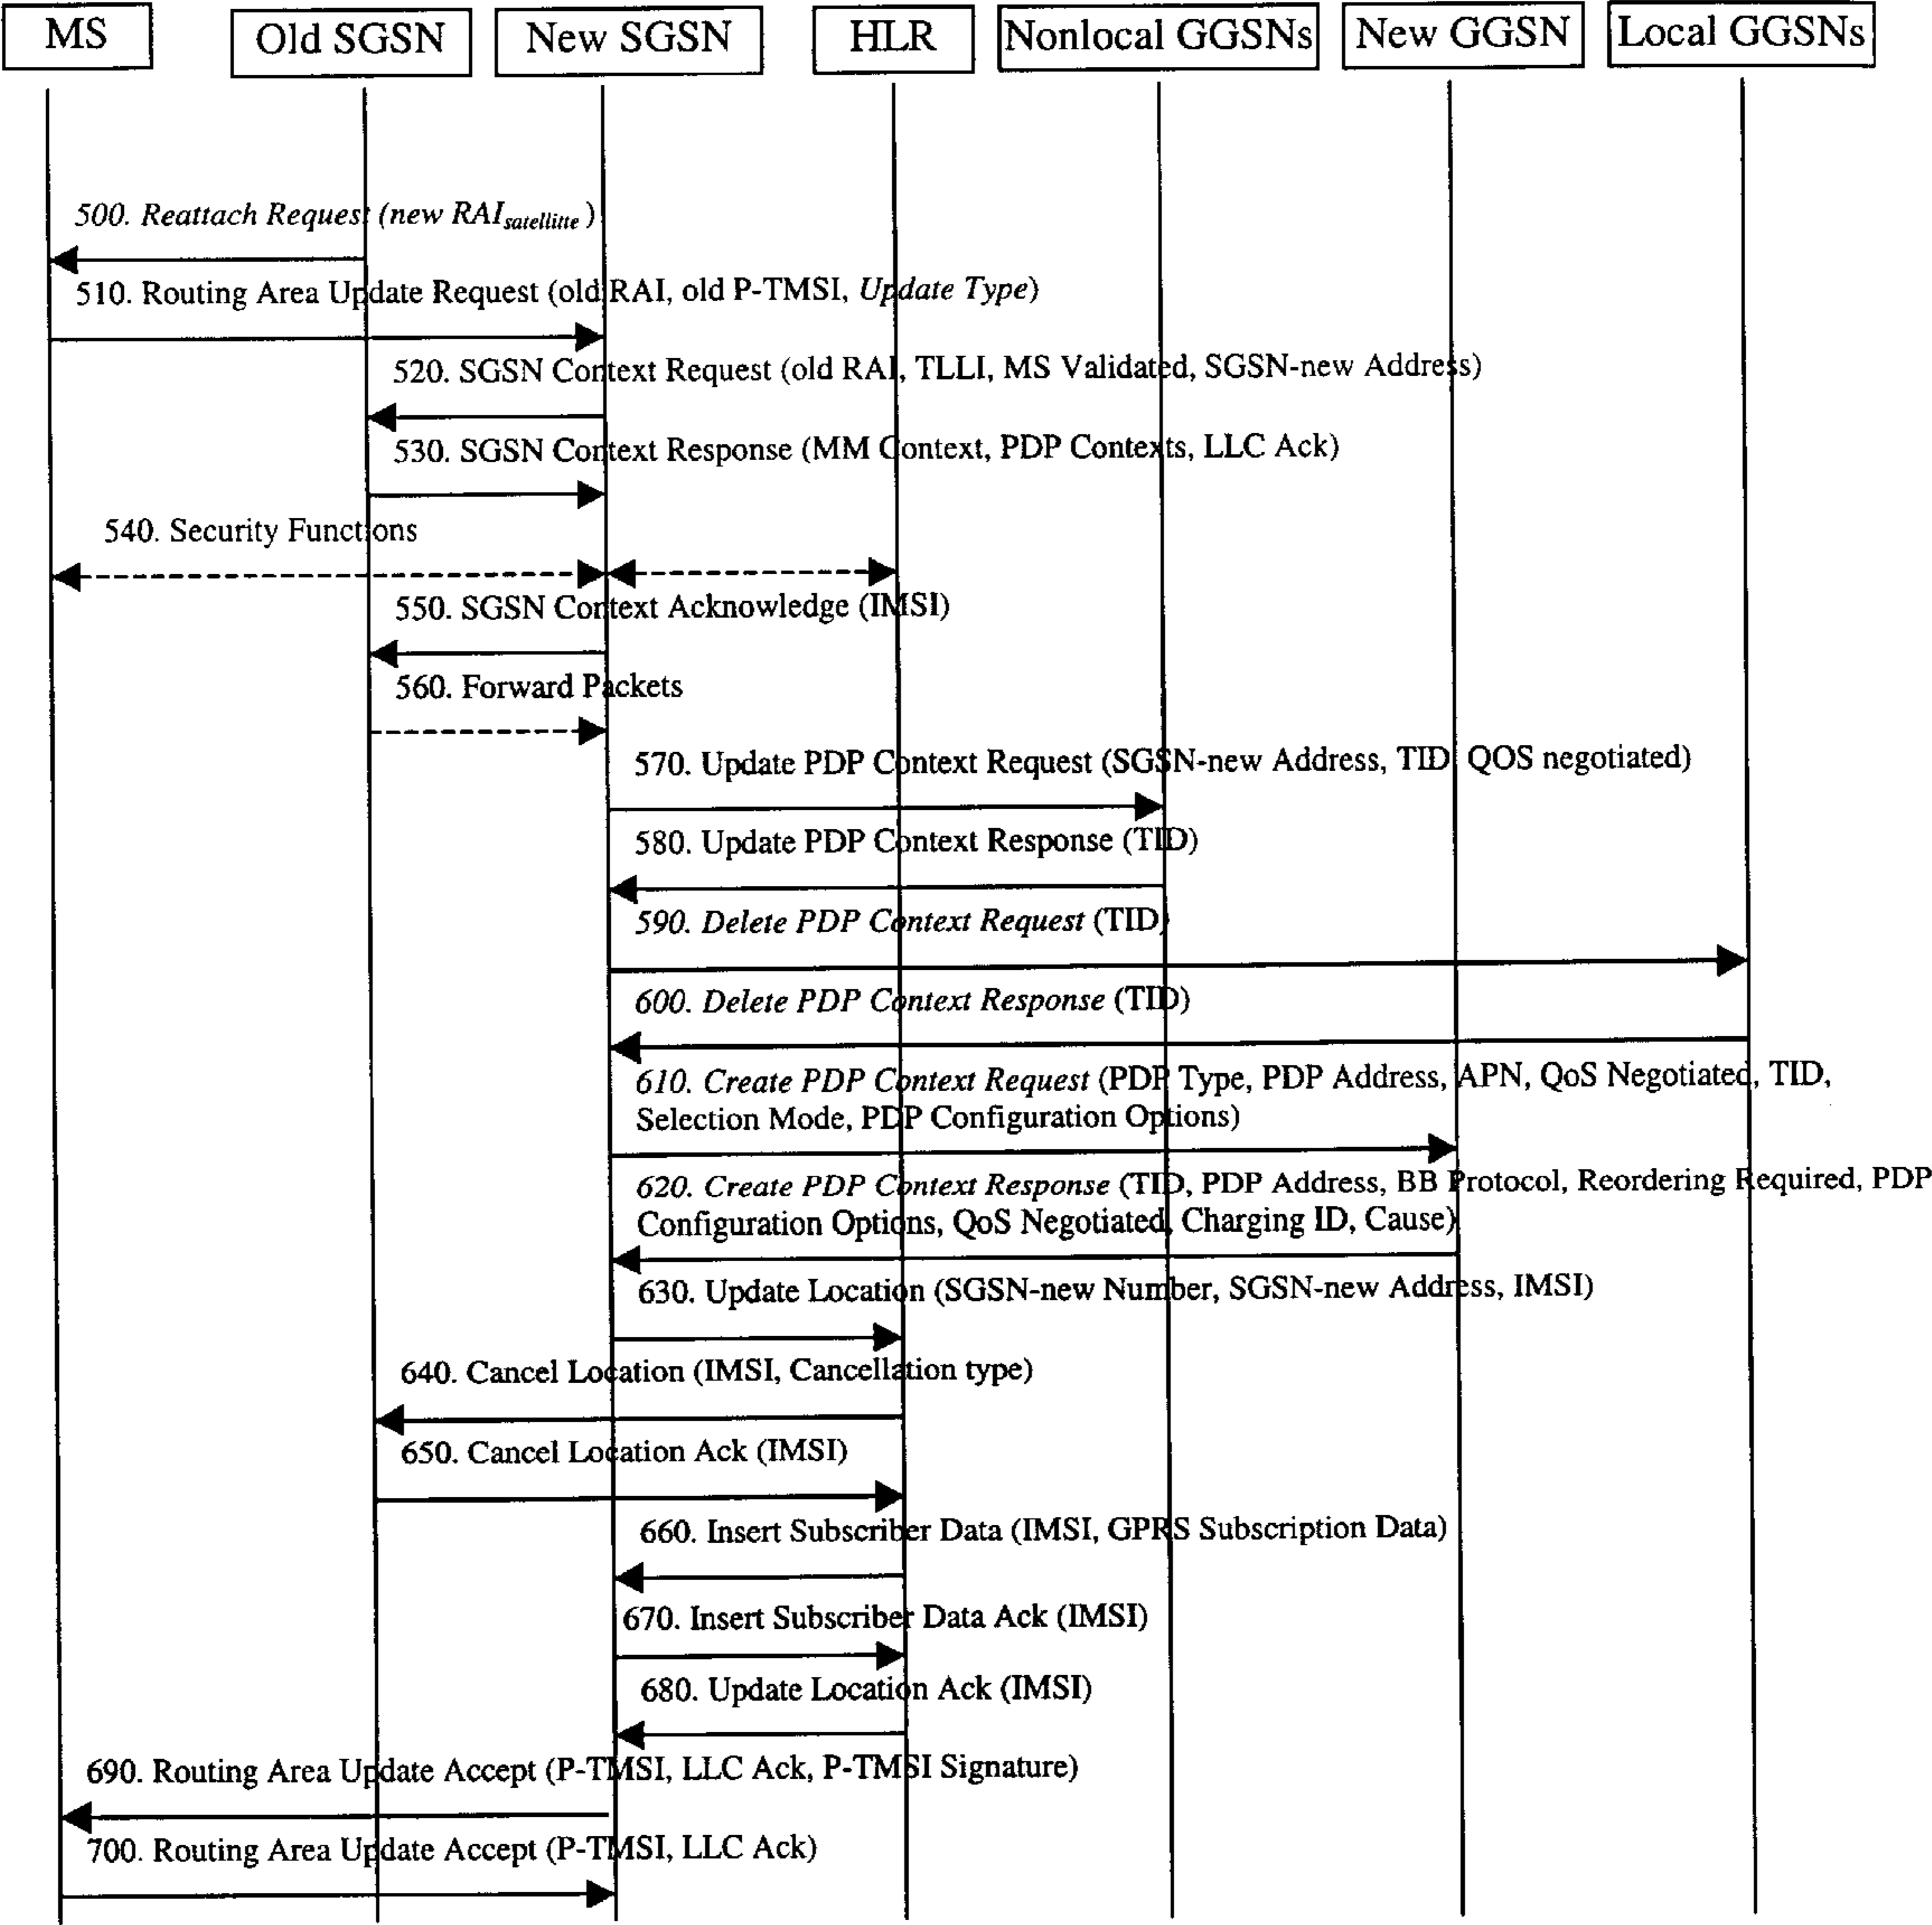 MS
Old SGSN
New SGSN
HLR
Nonlocal GGSNs
New GGSN
Local GGSNs
500. Reattach Request (new RAIsatellitte )
510. Routing Area Update Request (old RAI, old P-TMSI, Update Type)
520. SGSN Context Request (old RAI, TLLI, MS Validated, SGSN-new Address)
530. SGSN Context Response (MM Context, PDP Contexts, LLC Ack)
540. Security Functions
550. SGSN Context Acknowledge (IMSI)
560. Forward Packets
570. Update PDP Context Request (SGSN-new Address, TID, QOS negotiated)
580. Update PDP Context Response (TID)
590. Delete PDP Context Request (TID)
600. Delete PDP Context Response (TID)
610. Create PDP Context Request (PDP Type, PDP Address, APN, QoS Negotiated, TID,
Selection Mode, PDP Configuration Options)
620. Create PDP Context Response (TID, PDP Address, BB Protocol, Reordering Required, PDP
Configuration Options, QoS Negotiated, Charging ID, Cause)
630. Update Location (SGSN-new Number, SGSN-new Address, IMSI)
640. Cancel Location (IMSI, Cancellation type)
650. Cancel Location Ack (IMSI)
660. Insert Subscriber Data (IMSI, GPRS Subscription Data)
670. Insert Subscriber Data Ack (IMSI)
680. Update Location Ack (IMSI)
690. Routing Area Update Accept (P-TMSI, LLC Ack, P-TMSI Signature)
700. Routing Area Update Accept (P-TMSI, LLC Ack)